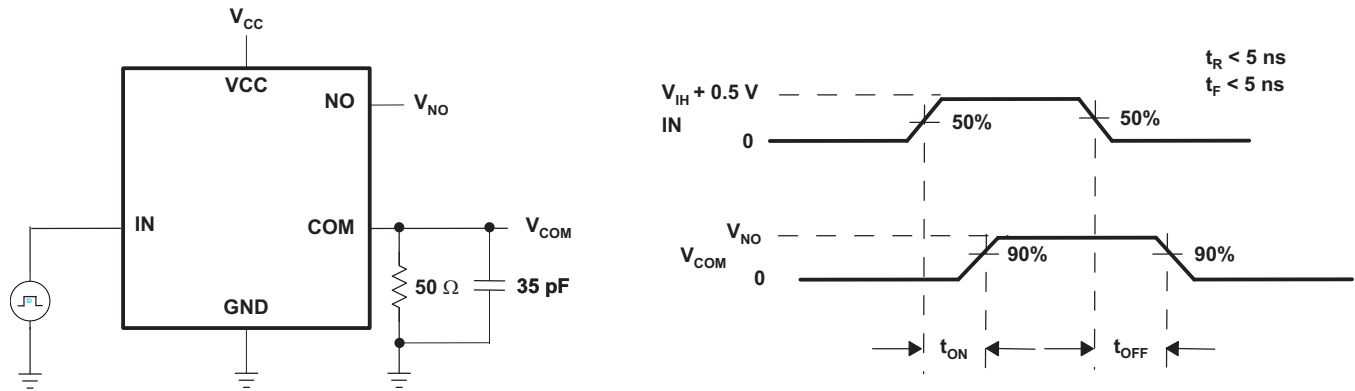 V_CC
VCC
NO
V_NO
IN
COM
V_COM
50 Ω
35 pF
GND
t_R < 5 ns
t_F < 5 ns
V_IH + 0.5 V
IN
0
50%
50%
V_NO
V_COM
0
90%
90%
t_ON
t_OFF